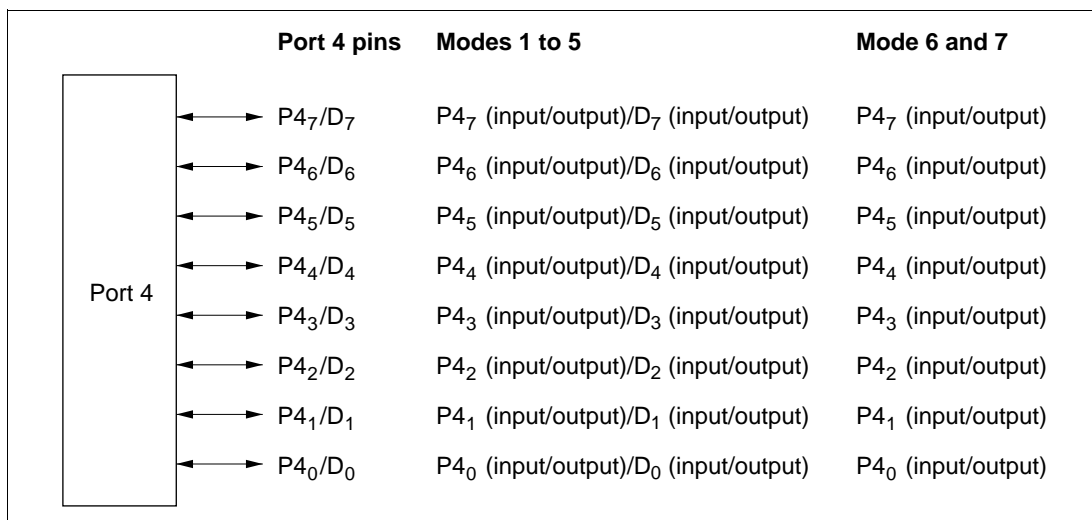 Port 4 pins Modes 1 to 5 Mode 6 and 7
P4₇/D₇ P4₇ (input/output)/D₇ (input/output) P4₇ (input/output)
P4₆/D₆ P4₆ (input/output)/D₆ (input/output) P4₆ (input/output)
P4₅/D₅ P4₅ (input/output)/D₅ (input/output) P4₅ (input/output)
P4₄/D₄ P4₄ (input/output)/D₄ (input/output) P4₄ (input/output)
Port 4
P4₃/D₃ P4₃ (input/output)/D₃ (input/output) P4₃ (input/output)
P4₂/D₂ P4₂ (input/output)/D₂ (input/output) P4₂ (input/output)
P4₁/D₁ P4₁ (input/output)/D₁ (input/output) P4₁ (input/output)
P4₀/D₀ P4₀ (input/output)/D₀ (input/output) P4₀ (input/output)